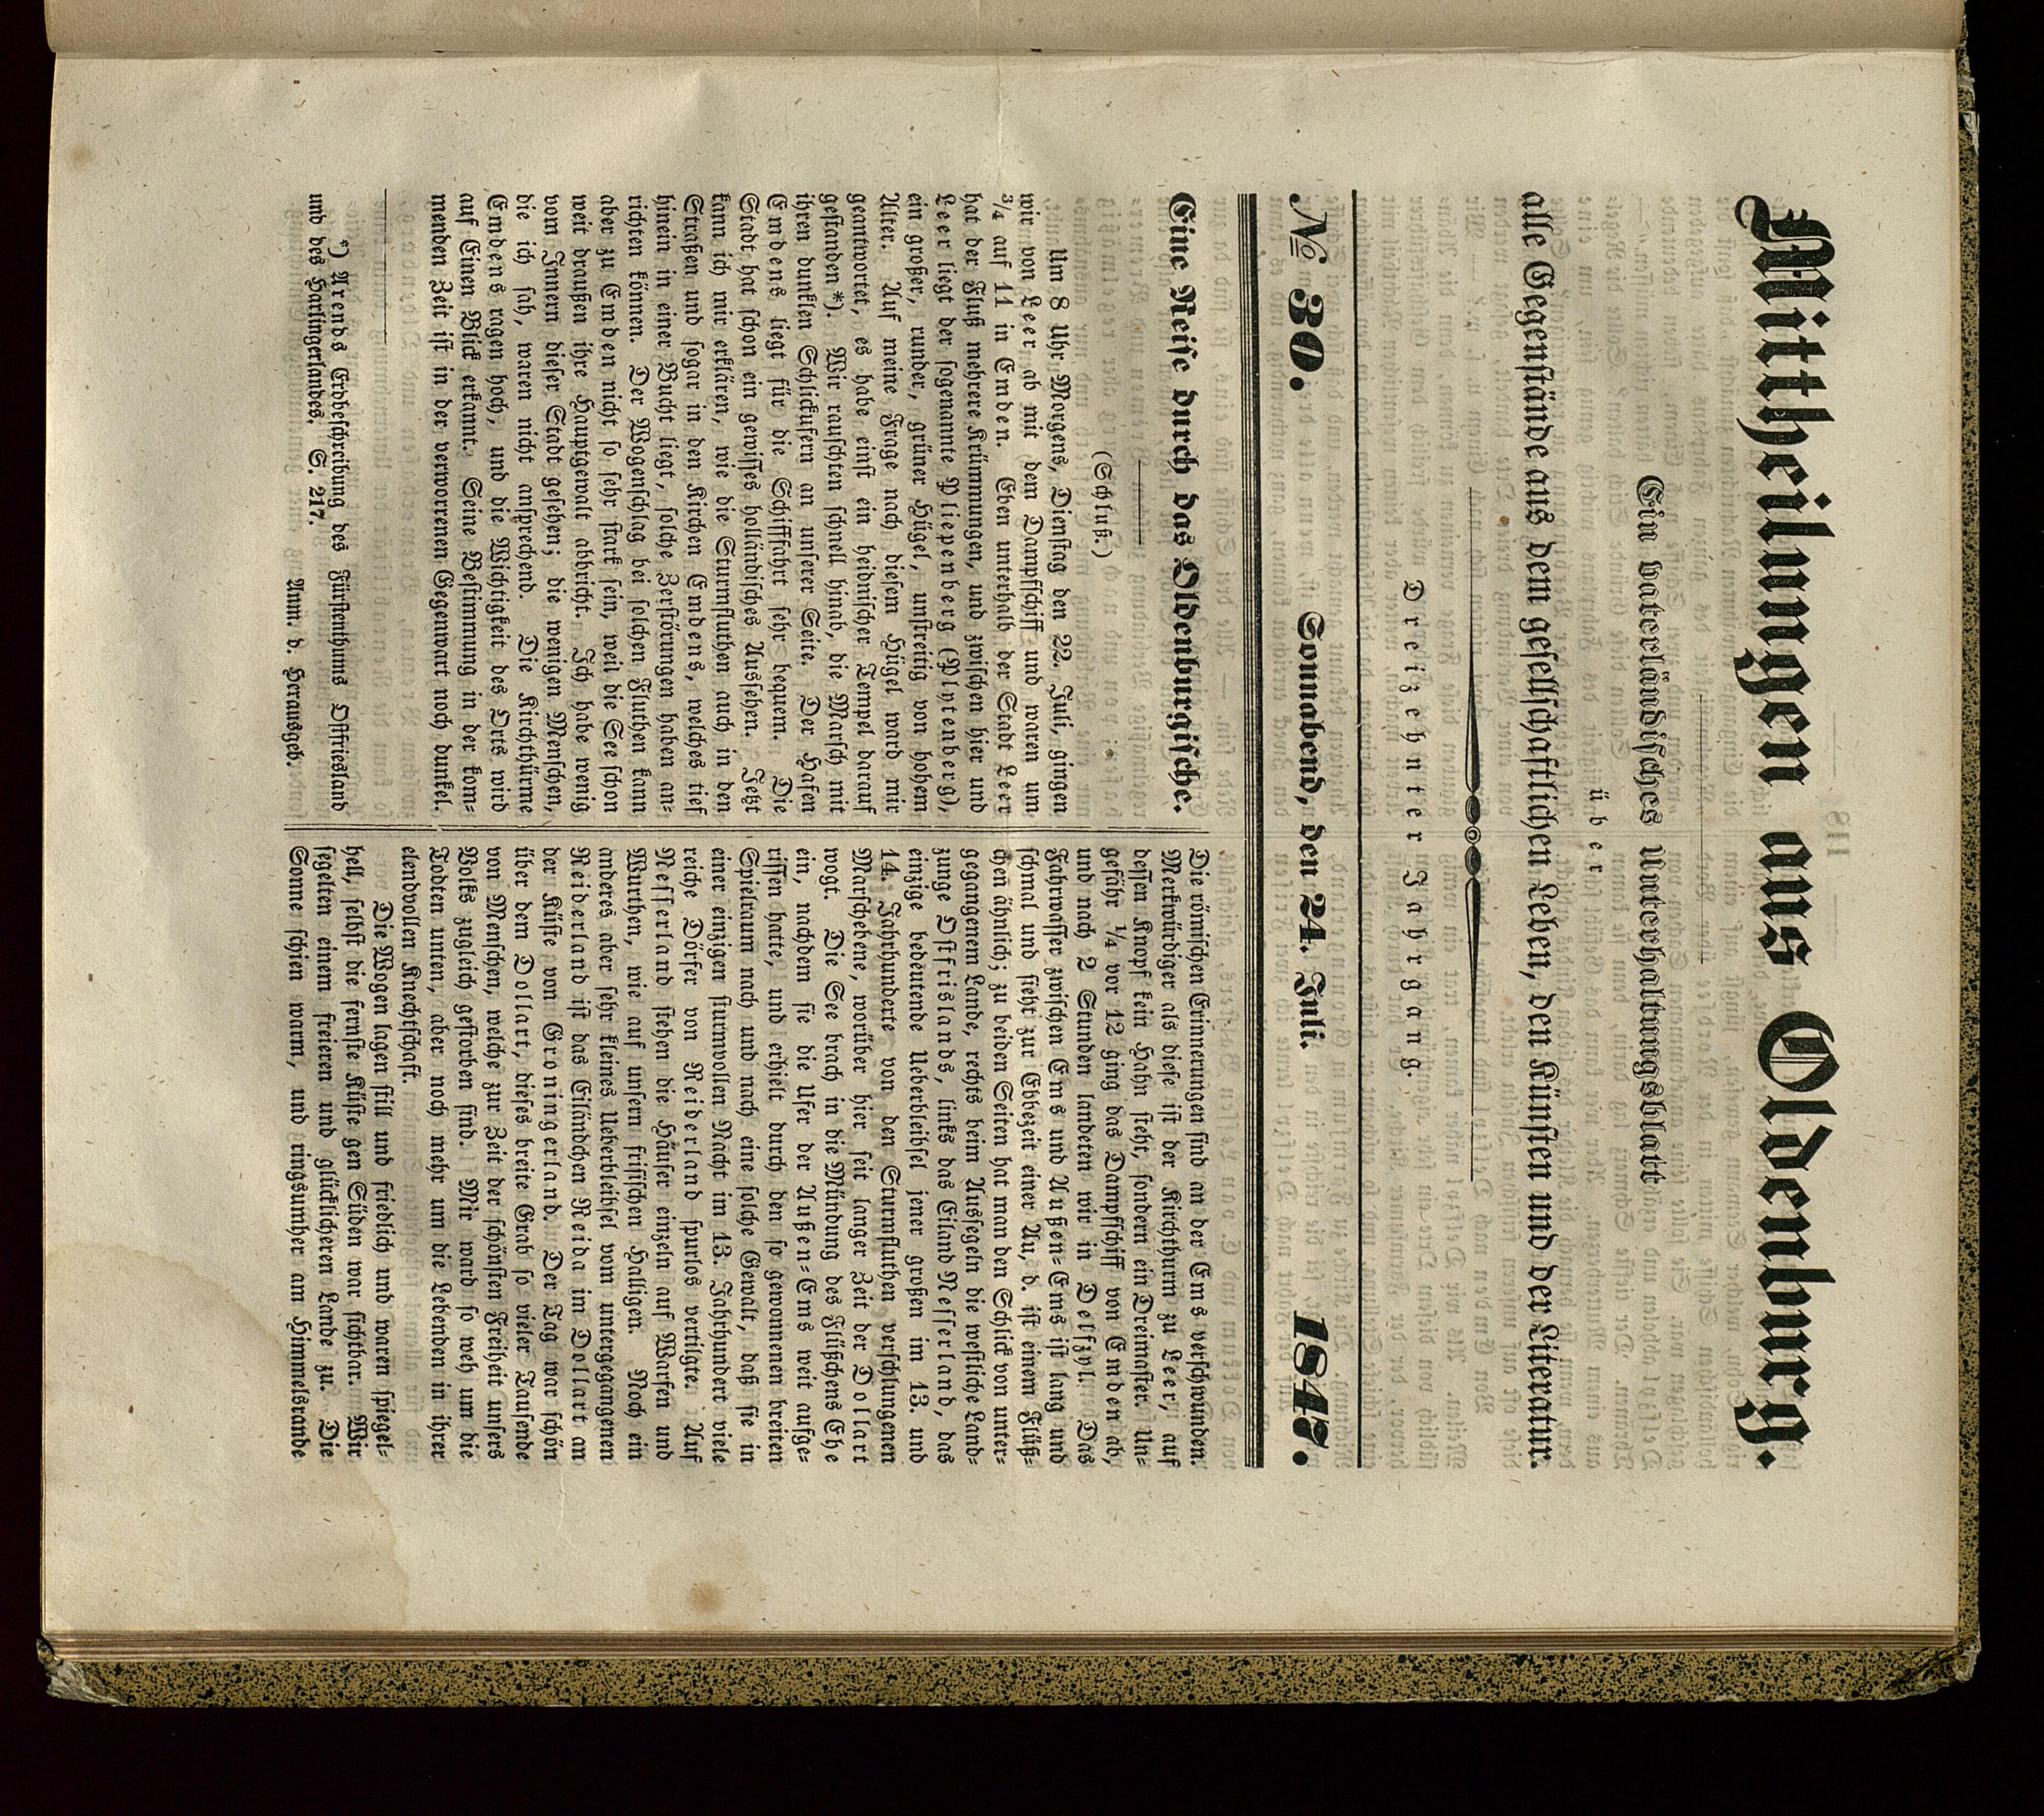 Mittheilungen aus Oldenburg.
Ein vaterländisches Unterhaltungsblatt
über
alle Gegenstände aus dem gesellschaftlichen Leben, den Künsten und der Literatur.
Dreizehnter Jahrgang.
№ 30. Sonnabend, den 24. Juli. 1847.
Eine Reise durch das Oldenburgische.
(Schluß.)
Um 8 Uhr Morgens, Dienstag den 22. Juli, gingen
wir von Leer ab mit dem Dampfschiff und waren um
¾ auf 11 in Emden. Eben unterhalb der Stadt Leer
hat der Fluß mehrere Krümmungen, und zwischen hier und
Leer liegt der sogenannte Pliepenberg (Plytenberg),
ein großer, runder, grüner Hügel, unstreitig von hohem
Alter. Auf meine Frage nach diesem Hügel ward mir
geantwortet, es habe einst ein heidnischer Tempel darauf
gestanden *). Wir rauschten schnell hinab, die Marsch mit
ihren dunklen Schlickufern an unserer Seite. Der Hafen
Emdens liegt für die Schifffahrt sehr bequem. Die
Stadt hat schon ein gewisses holländisches Aussehen. Jetzt
kann ich mir erklären, wie die Sturmfluthen auch in den
Straßen und sogar in den Kirchen Emdens, welches tief
hinein in einer Bucht liegt, solche Zerstörungen haben an-
richten können. Der Wogenschlag bei solchen Fluthen kann
aber zu Emden nicht so sehr stark sein, weil die See schon
weit draußen ihre Hauptgewalt abbricht. Ich habe wenig
vom Innern dieser Stadt gesehen; die wenigen Menschen,
die ich sah, waren nicht ansprechend. Die Kirchthürme
Emdens ragen hoch, und die Wichtigkeit des Orts wird
auf Einen Blick erkannt. Seine Bestimmung in der kom-
menden Zeit ist in der verworrenen Gegenwart noch dunkel.
*) Arends Erdbeschreibung des Fürstenthums Ostfriesland
und des Harlingerlandes. S. 217.
Anm. d. Herausgeb.
Die römischen Erinnerungen sind an der Ems verschwunden.
Merkwürdiger als diese ist der Kirchthurm zu Leer, auf
dessen Knopf kein Hahn steht, sondern ein Dreimaster. Un-
gefähr ¼ vor 12 ging das Dampfschiff von Emden ab,
und nach 2 Stunden landeten wir in Delfzyl. Das
Fahrwasser zwischen Ems und Außen-Ems ist lang und
schmal und sieht zur Ebbezeit einer Au, d. ist einem Flüß-
chen ähnlich; zu beiden Seiten hat man den Schlick von unter-
gegangenem Lande, rechts beim Aussegeln die westliche Land-
zunge Ostfrislands, links das Eiland Nesserland, das
einzige bedeutende Ueberbleibsel jener großen im 13. und
14. Jahrhunderte von den Sturmfluthen verschlungenen
Marschebene, worüber hier seit langer Zeit der Dollart
wogt. Die See brach in die Mündung des Flüßchens Ehe
ein, nachdem sie die Ufer der Außen-Ems weit aufge-
rissen hatte, und erhielt durch den so gewonnenen breiten
Spielraum nach und nach eine solche Gewalt, daß sie in
einer einzigen sturmvollen Nacht im 13. Jahrhundert viele
reiche Dörfer von Reiderland spurlos vertilgte. Auf
Nesserland stehen die Häuser einzeln auf Warfen und
Wurthen, wie auf unsern frisischen Halligen. Noch ein
anderes aber sehr kleines Ueberbleibsel vom untergegangenen
Reiderland ist das Eiländchen Reida im Dollart an
der Küste von Groningerland. Der Tag war schön
über dem Dollart, dieses breite Grab so vieler Tausende
von Menschen, welche zur Zeit der schönsten Freiheit unsers
Volks zugleich gestorben sind. Mir ward so weh um die
Todten unten, aber noch mehr um die Lebenden in ihrer
elendvollen Knechtschaft.
Die Wogen lagen still und friedlich und waren spiegel-
hell, selbst die fernste Küste gen Süden war sichtbar. Wir
segelten einem freieren und glücklicheren Lande zu. Die
Sonne schien warm, und ringsumher am Himmelsrande